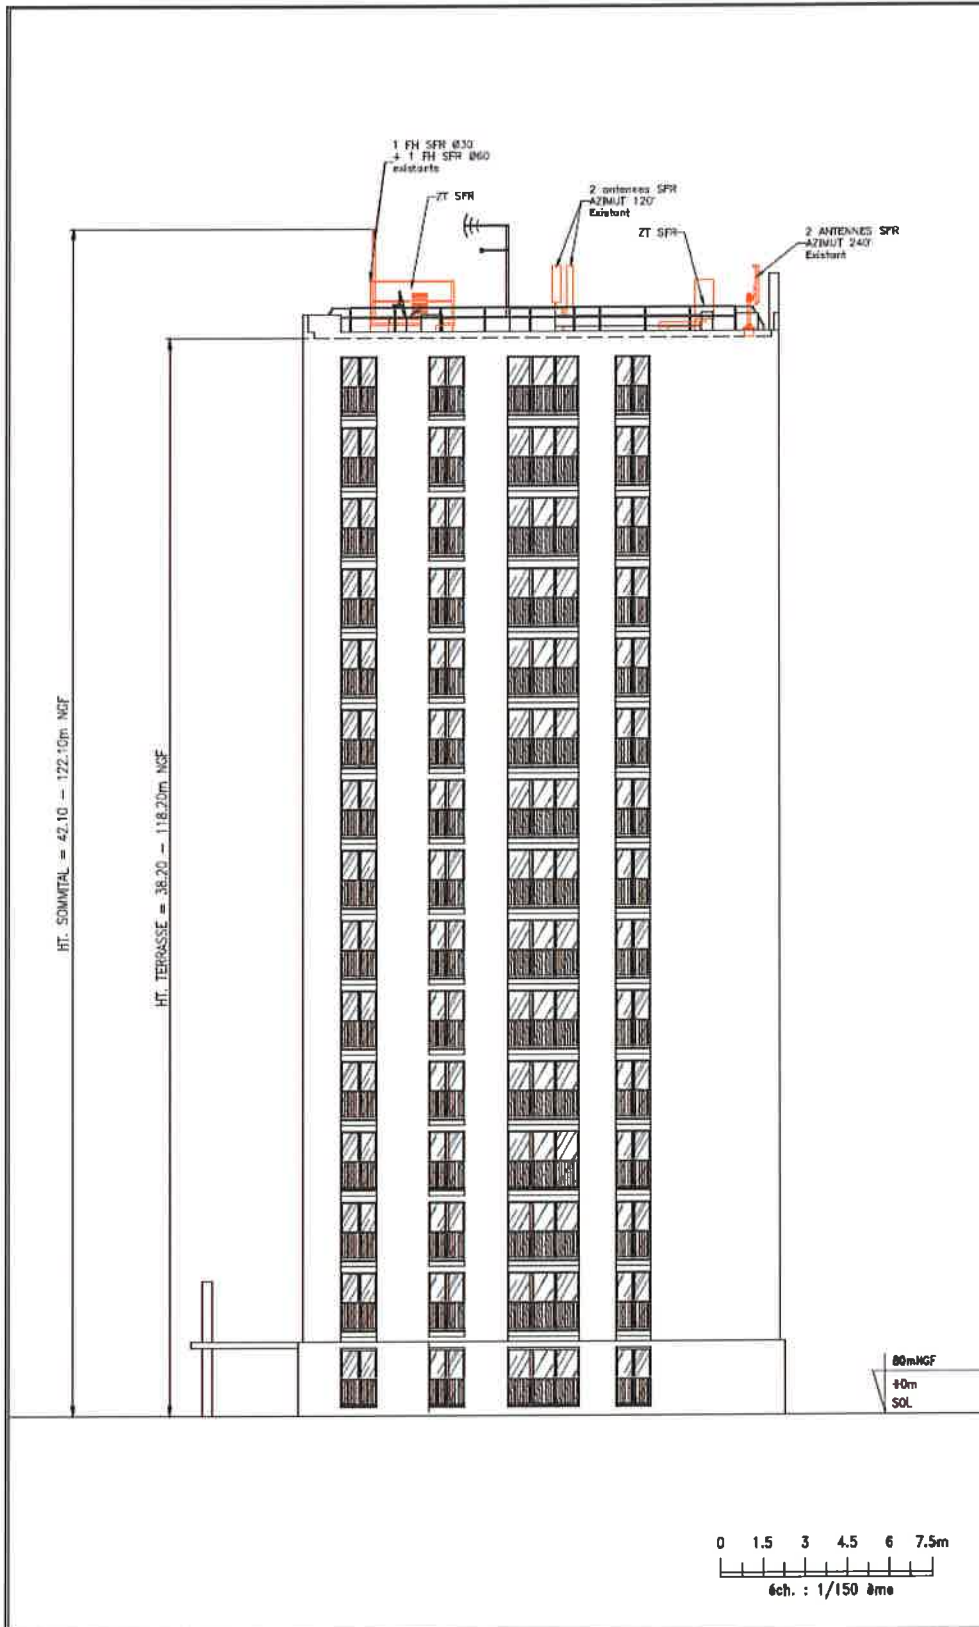 1 FH SFR Ø30
+ 1 FH SFR Ø60
existants
ZT SFR
2 antennes SFR
AZIMUT 120°
Existant
ZT SFR
2 ANTENNES SFR
AZIMUT 240°
Existant
HT. SOMMITAL = 42.10 - 122.10m NGF
HT. TERRASSE = 38.20 - 118.20m NGF
80mNGF
±0m
SOL
0 1.5 3 4.5 6 7.5m
éch. : 1/150 ème